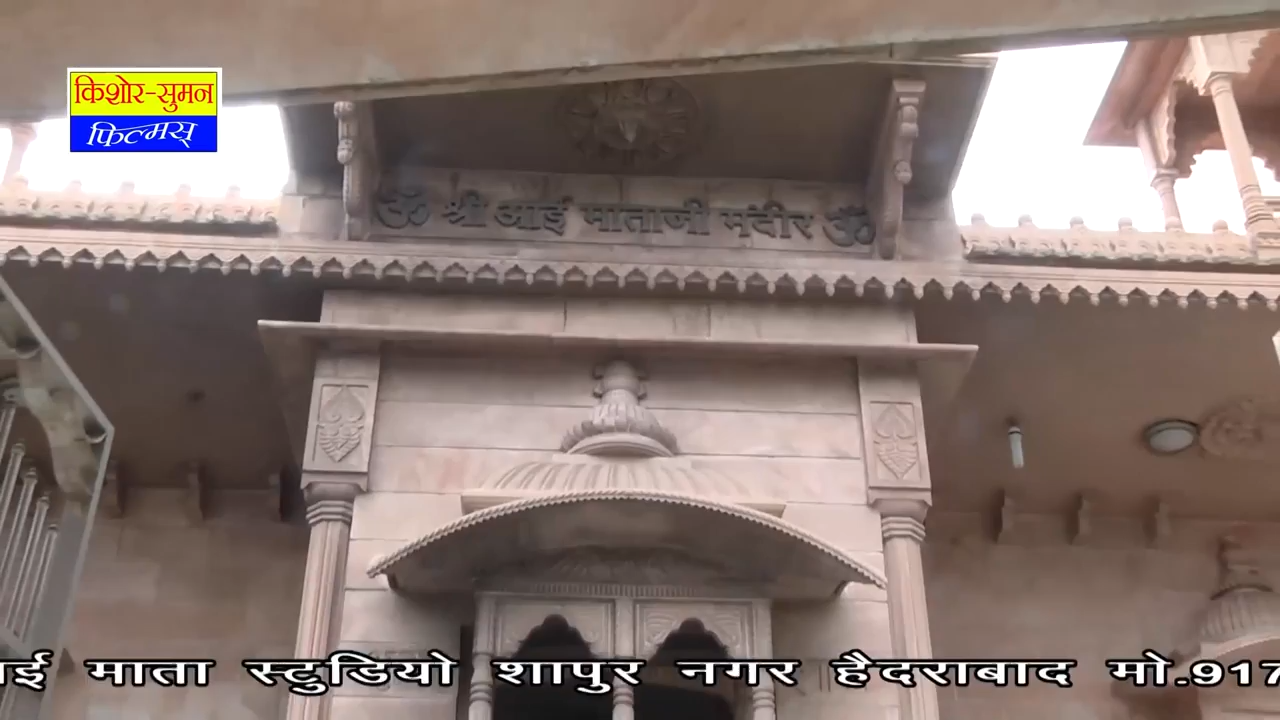 किशोर-सुमन
फिल्मस्
ॐ श्री आई माताजी मंदीर ॐ
माता स्टुडियो शापुर नगर हैदराबाद मो.917